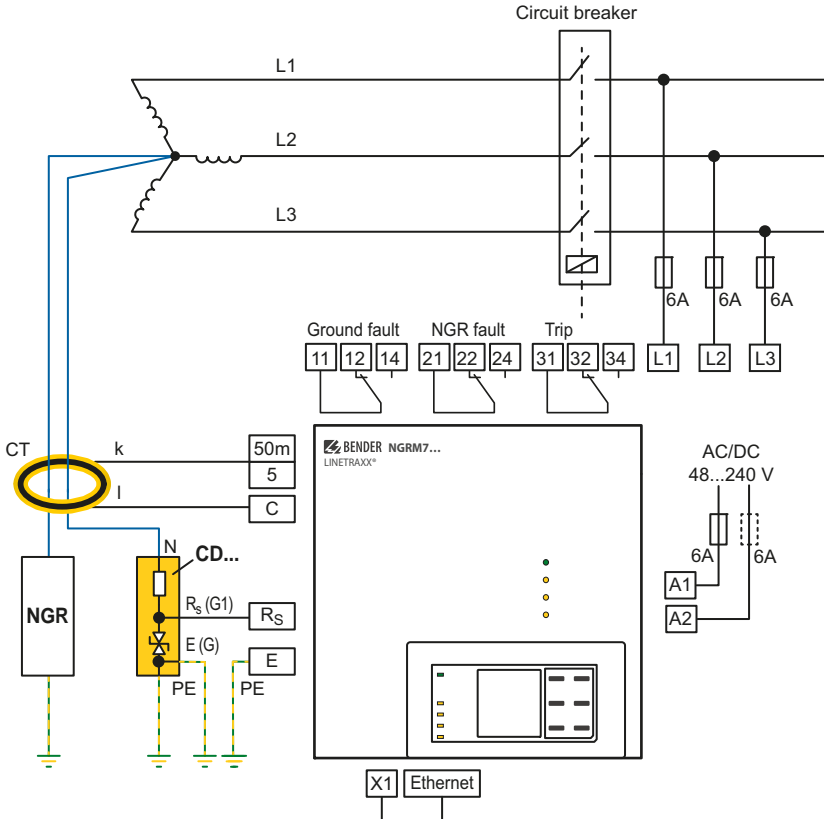 Circuit breaker
L1
L2
L3
6A 6A 6A
Ground fault NGR fault Trip
11 12 14 21 22 24 31 32 34 L1 L2 L3
CT k 50m
5
l C
BENDER NGRM7...
LINETRAXX®
AC/DC
48...240 V
6A 6A
A1
A2
N CD...
NGR
Rs (G1) RS
E (G) E
PE PE
X1 Ethernet